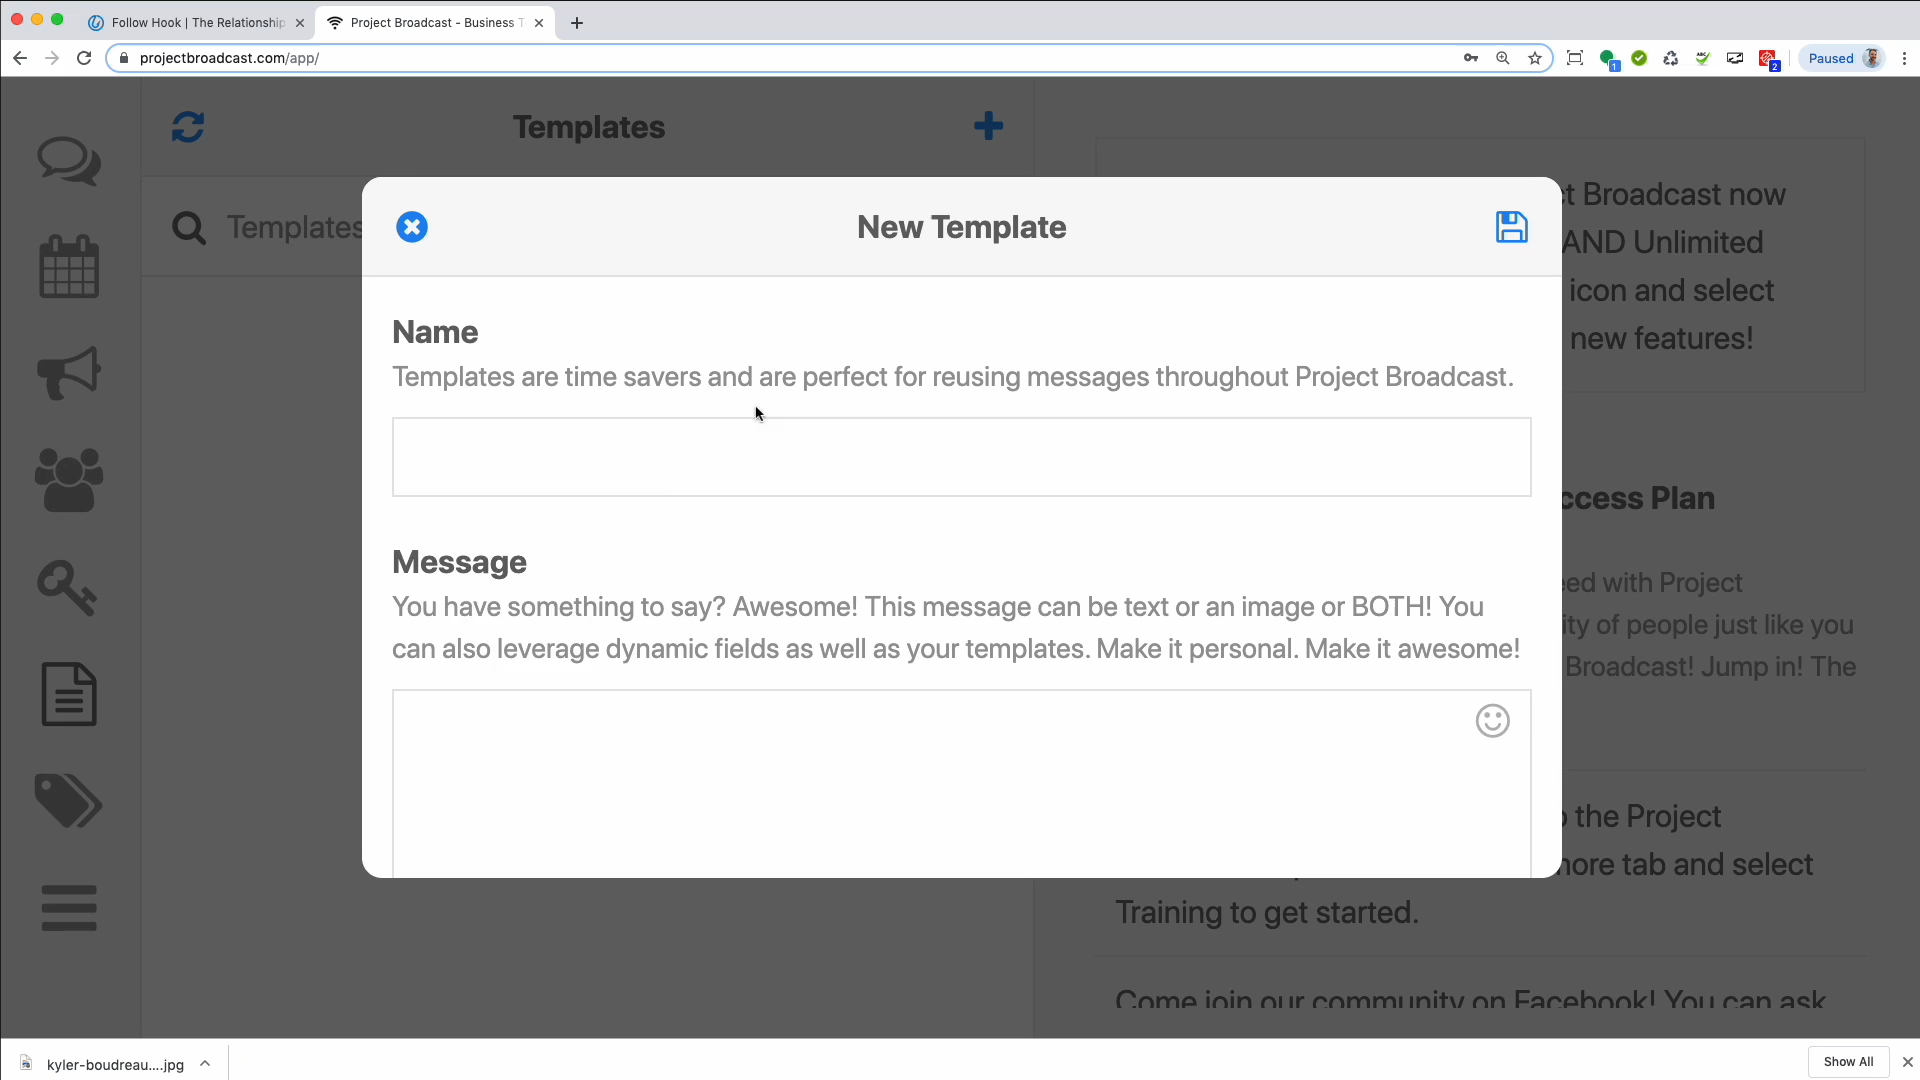 Follow Hook | The Relationship
Project Broadcast - Business T
projectbroadcast.com/app/
1
ABC
2
Paused
Templates
Templates
New Template
t Broadcast now
AND Unlimited
icon and select
new features!
Name
Templates are time savers and are perfect for reusing messages throughout Project Broadcast.
ccess Plan
Message
You have something to say? Awesome! This message can be text or an image or BOTH! You
can also leverage dynamic fields as well as your templates. Make it personal. Make it awesome!
eed with Project
ity of people just like you
Broadcast! Jump in! The
the Project
more tab and select
Training to get started.
Come join our community on Facebook! You can ask
kyler-boudreau....jpg
Show All